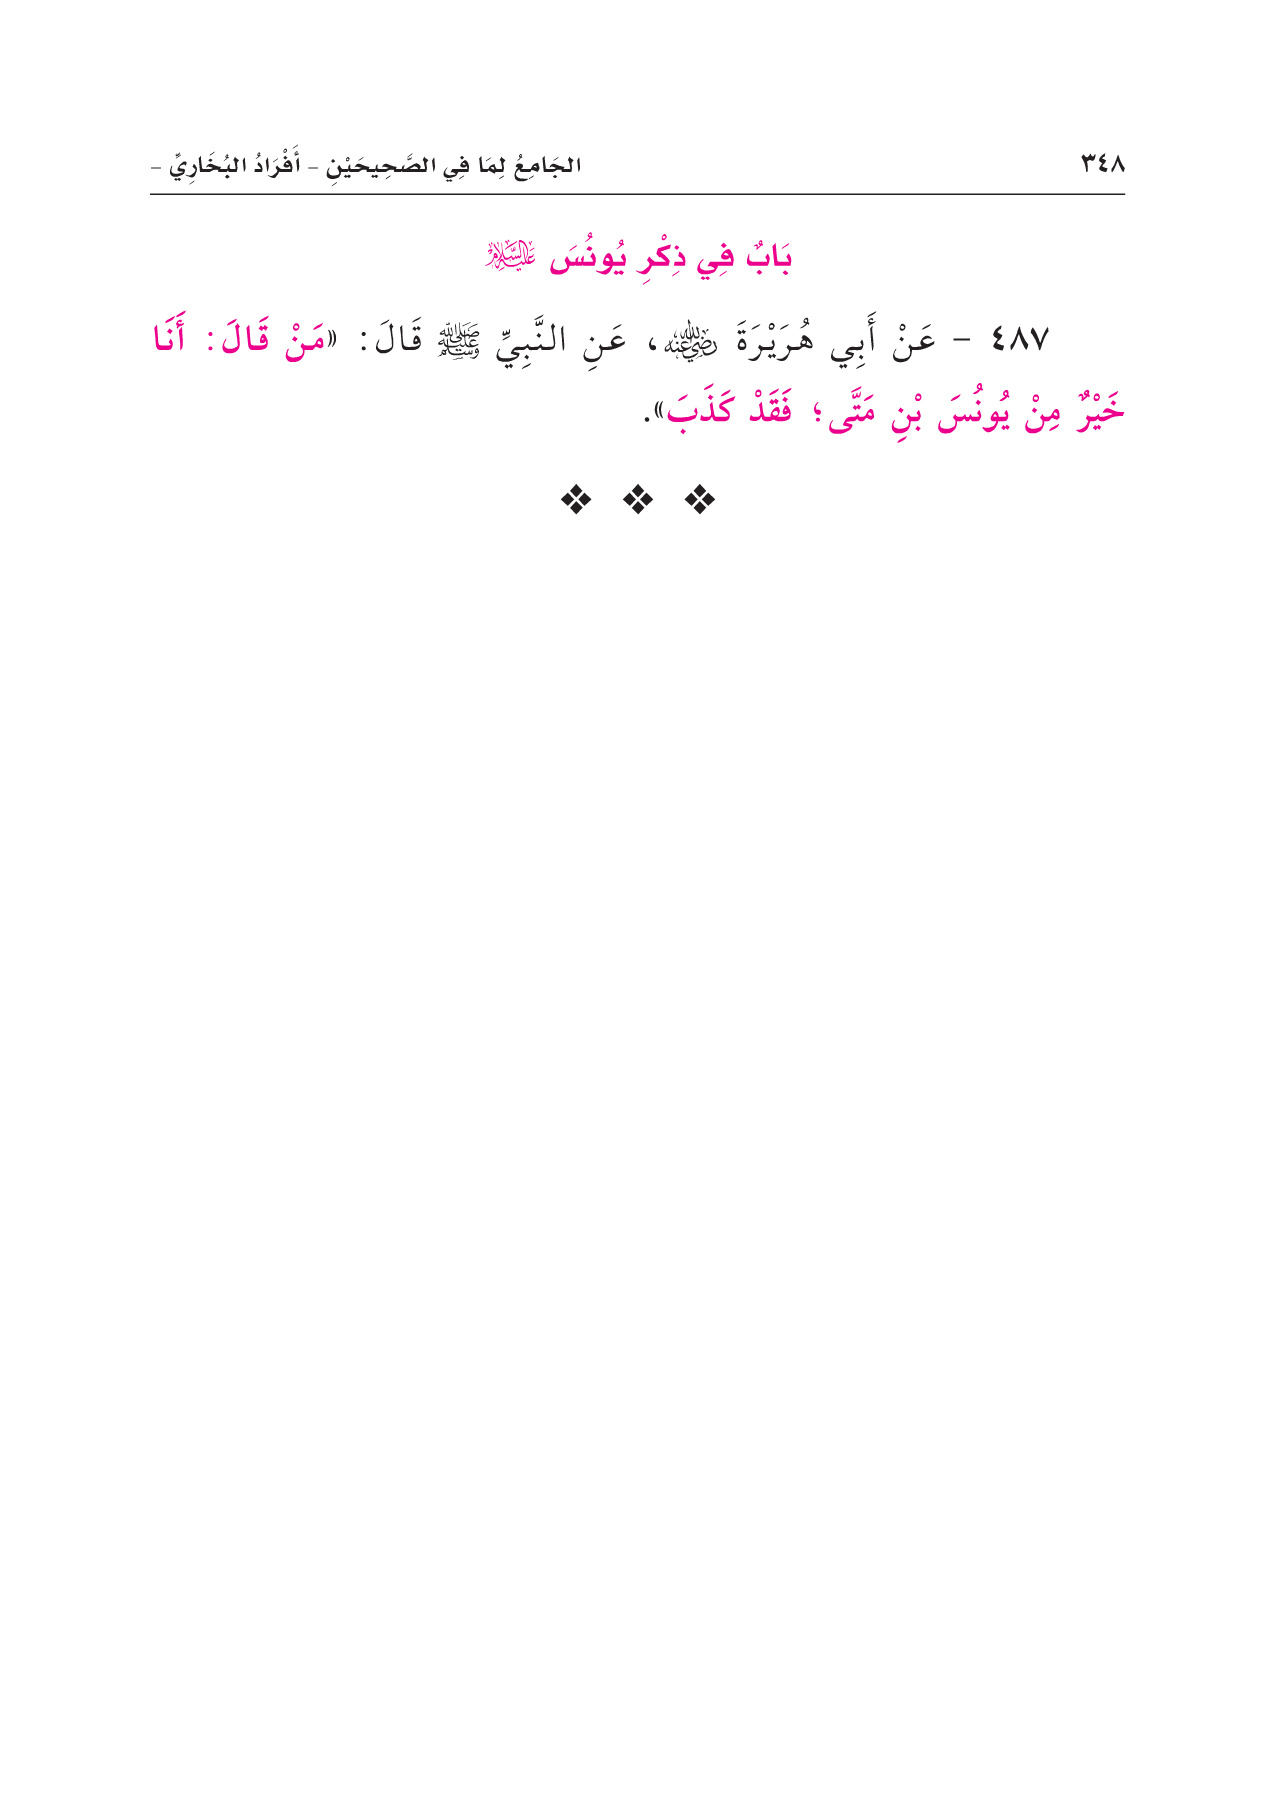 ٣٤٨
الجَامِعُ لِمَا فِي الصَّحِيحَيْنِ - أَفْرَادُ البُخَارِيِّ -
بَابٌ فِي ذِكْرِ يُونُسَ عَلَيْهِ السَّلَامُ
٤٨٧ - عَنْ أَبِي هُرَيْرَةَ رَضِيَ اللهُ عَنْهُ، عَنِ النَّبِيِّ ﷺ قَالَ: «مَنْ قَالَ: أَنَا
خَيْرٌ مِنْ يُونُسَ بْنِ مَتَّى؛ فَقَدْ كَذَبَ».